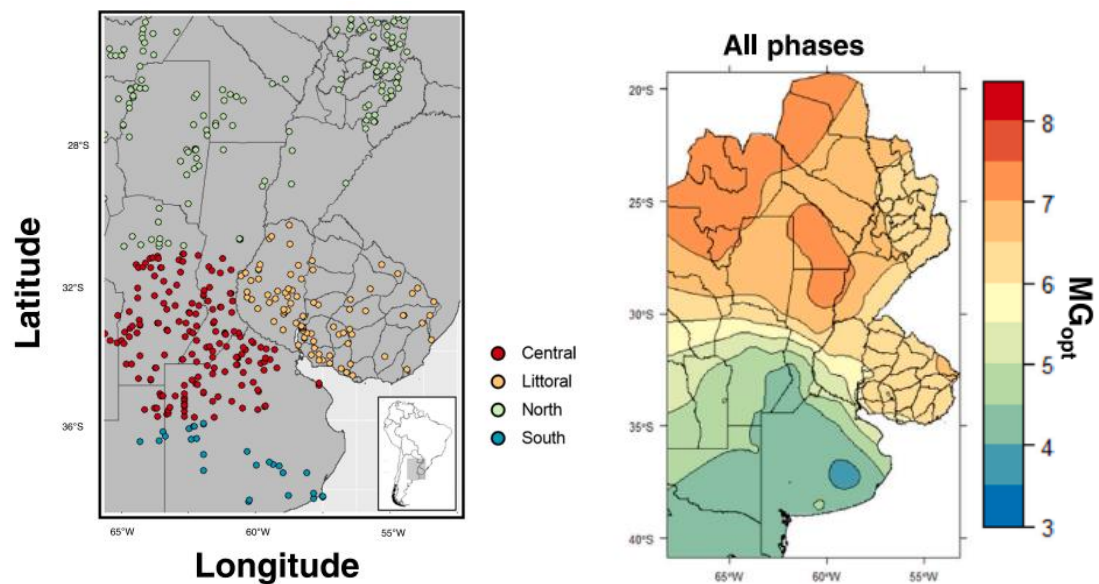 Latitude
28°S
32°S
36°S
65°W
60°W
55°W
Longitude
Central
Littoral
North
South
All phases
20°S
25°S
30°S
35°S
40°S
65°W
60°W
55°W
8
7
6
5
4
3
MGopt